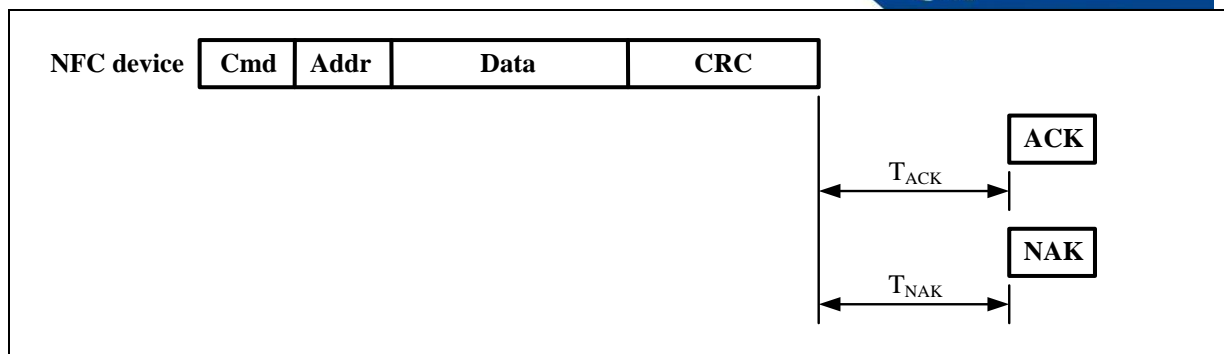 NFC device Cmd Addr Data CRC
ACK
TACK
NAK
TNAK